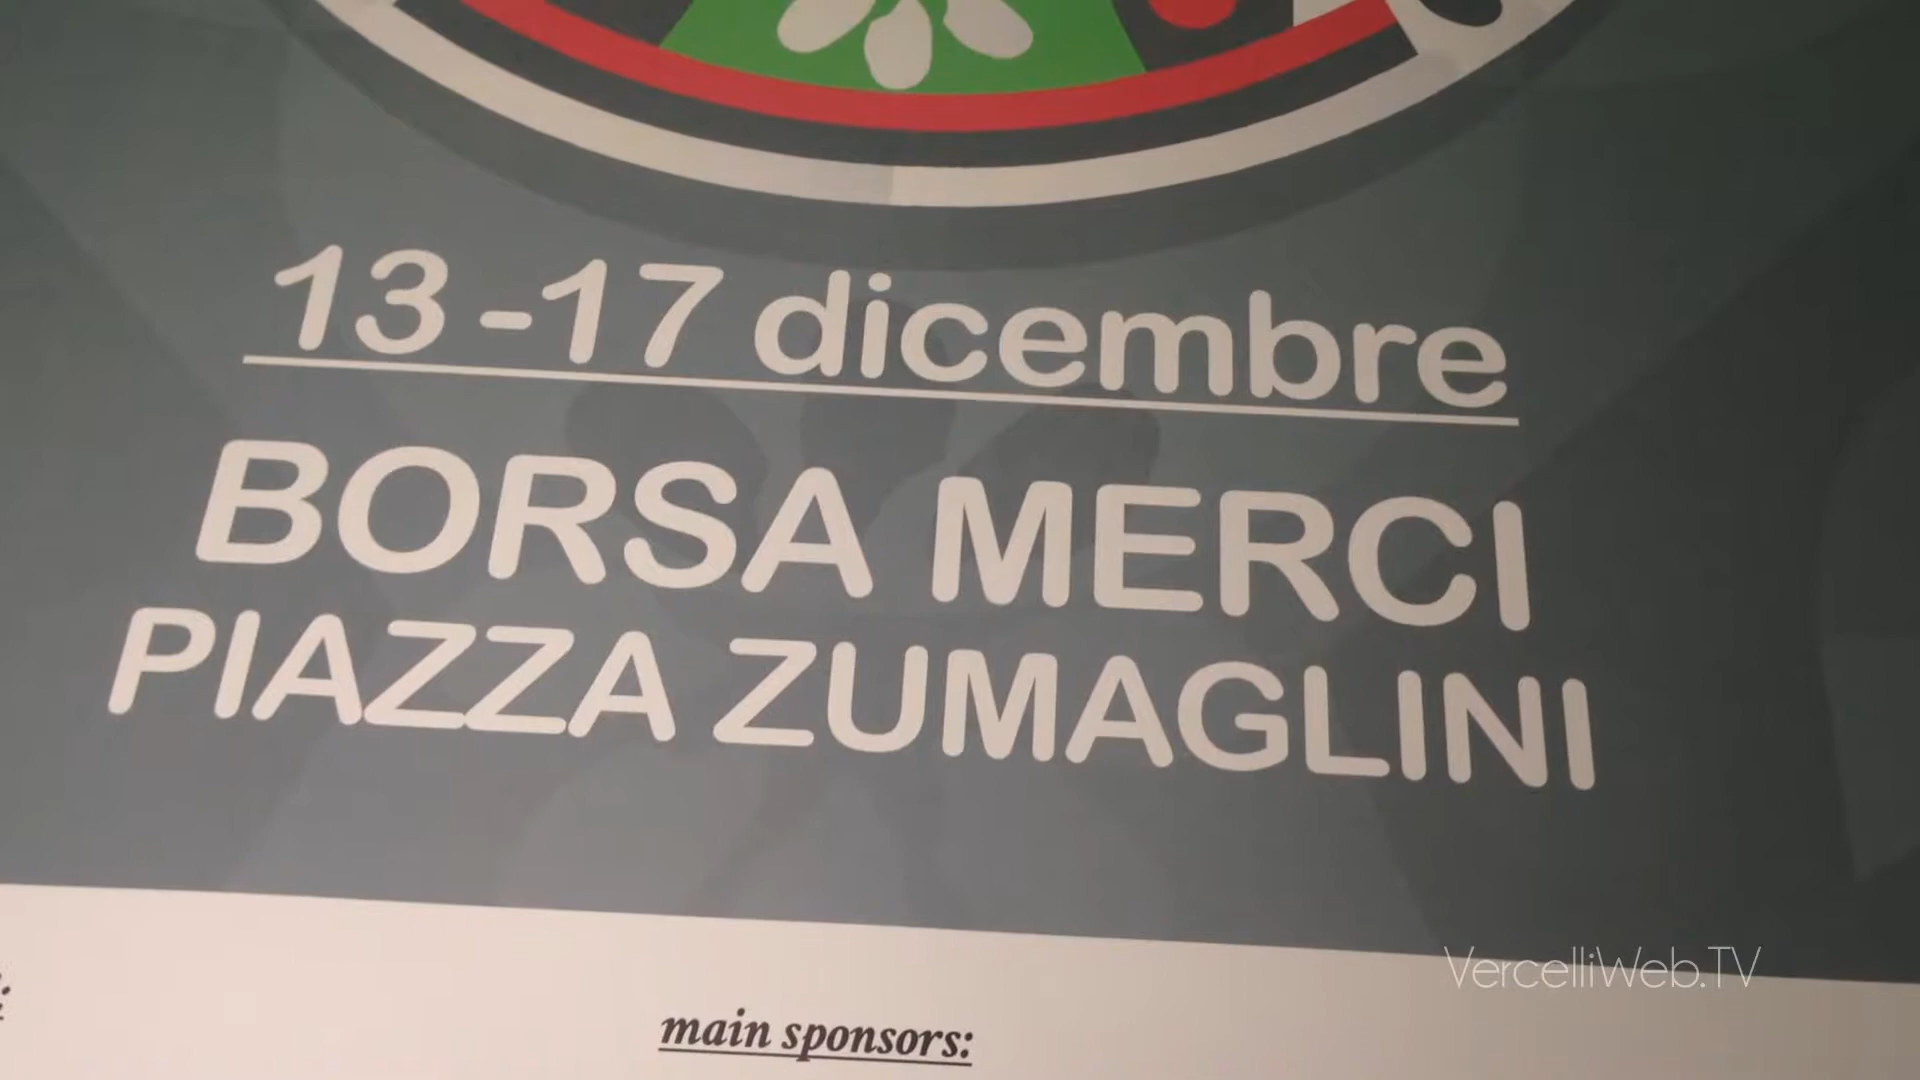 13-17 dicembre
BORSA MERCI
PIAZZA ZUMAGLINI
VercelliWeb.TV
main sponsors: